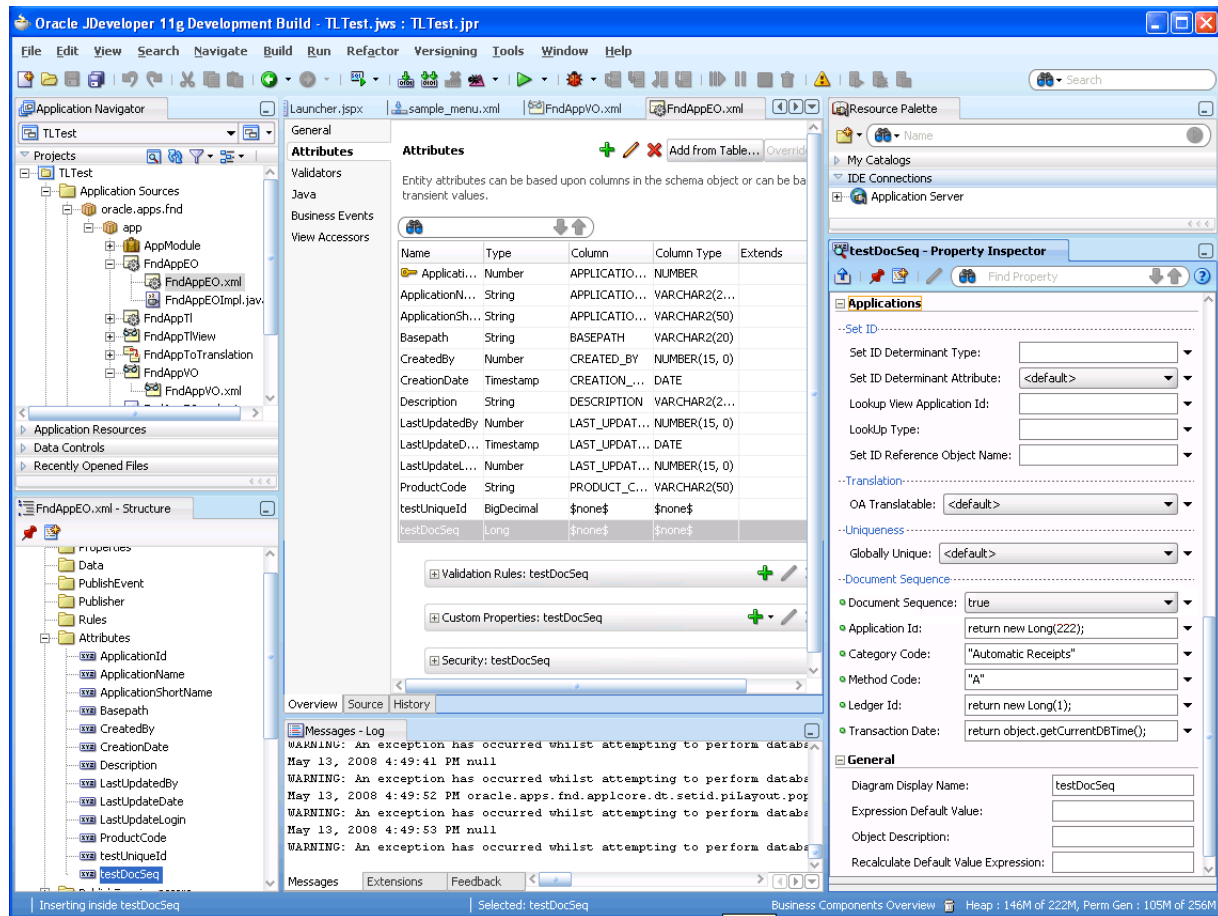 Oracle JDeveloper 11g Development Build - TLTest.jws : TLTest.jpr
File Edit View Search Navigate Build Run Refactor Versioning Tools Window Help
Search
Application Navigator
TLTest
Projects
TLTest
Application Sources
oracle.apps.fnd
app
AppModule
FndAppEO
FndAppEO.xml
FndAppEOImpl.jav
FndAppTl
FndAppTlView
FndAppToTranslation
FndAppVO
FndAppVO.xml
Application Resources
Data Controls
Recently Opened Files
FndAppEO.xml - Structure
Properties
Data
PublishEvent
Publisher
Rules
Attributes
ApplicationId
ApplicationName
ApplicationShortName
Basepath
CreatedBy
CreationDate
Description
LastUpdatedBy
LastUpdateDate
LastUpdateLogin
ProductCode
testUniqueId
testDocSeq
Launcher.jspx sample_menu.xml FndAppVO.xml FndAppEO.xml
General
Attributes
Validators
Java
Business Events
View Accessors
Attributes Add from Table... Overrid
Entity attributes can be based upon columns in the schema object or can be ba
transient values.
Name Type Column Column Type Extends
Applicati... Number APPLICATIO... NUMBER
ApplicationN... String APPLICATIO... VARCHAR2(2...
ApplicationSh... String APPLICATIO... VARCHAR2(50)
Basepath String BASEPATH VARCHAR2(20)
CreatedBy Number CREATED_BY NUMBER(15, 0)
CreationDate Timestamp CREATION_... DATE
Description String DESCRIPTION VARCHAR2(2...
LastUpdatedBy Number LAST_UPDAT... NUMBER(15, 0)
LastUpdateD... Timestamp LAST_UPDAT... DATE
LastUpdateL... Number LAST_UPDAT... NUMBER(15, 0)
ProductCode String PRODUCT_C... VARCHAR2(50)
testUniqueId BigDecimal $none$ $none$
testDocSeq Long $none$ $none$
Validation Rules: testDocSeq
Custom Properties: testDocSeq
Security: testDocSeq
Overview Source History
Messages - Log
WARNING: An exception has occurred whilst attempting to perform databa
May 13, 2008 4:49:41 PM null
WARNING: An exception has occurred whilst attempting to perform databa
May 13, 2008 4:49:52 PM oracle.apps.fnd.applcore.dt.setid.piLayout.pop
WARNING: An exception has occurred whilst attempting to perform databa
May 13, 2008 4:49:53 PM null
WARNING: An exception has occurred whilst attempting to perform databa
Messages Extensions Feedback
Resource Palette
Name
My Catalogs
IDE Connections
Application Server
testDocSeq - Property Inspector
Find Property
Applications
Set ID
Set ID Determinant Type:
Set ID Determinant Attribute: <default>
Lookup View Application Id:
LookUp Type:
Set ID Reference Object Name:
Translation
OA Translatable: <default>
Uniqueness
Globally Unique: <default>
Document Sequence
Document Sequence: true
Application Id: return new Long(222);
Category Code: "Automatic Receipts"
Method Code: "A"
Ledger Id: return new Long(1);
Transaction Date: return object.getCurrentDBTime();
General
Diagram Display Name: testDocSeq
Expression Default Value:
Object Description:
Recalculate Default Value Expression:
Inserting inside testDocSeq Selected: testDocSeq Business Components Overview Heap : 146M of 222M, Perm Gen : 105M of 256M